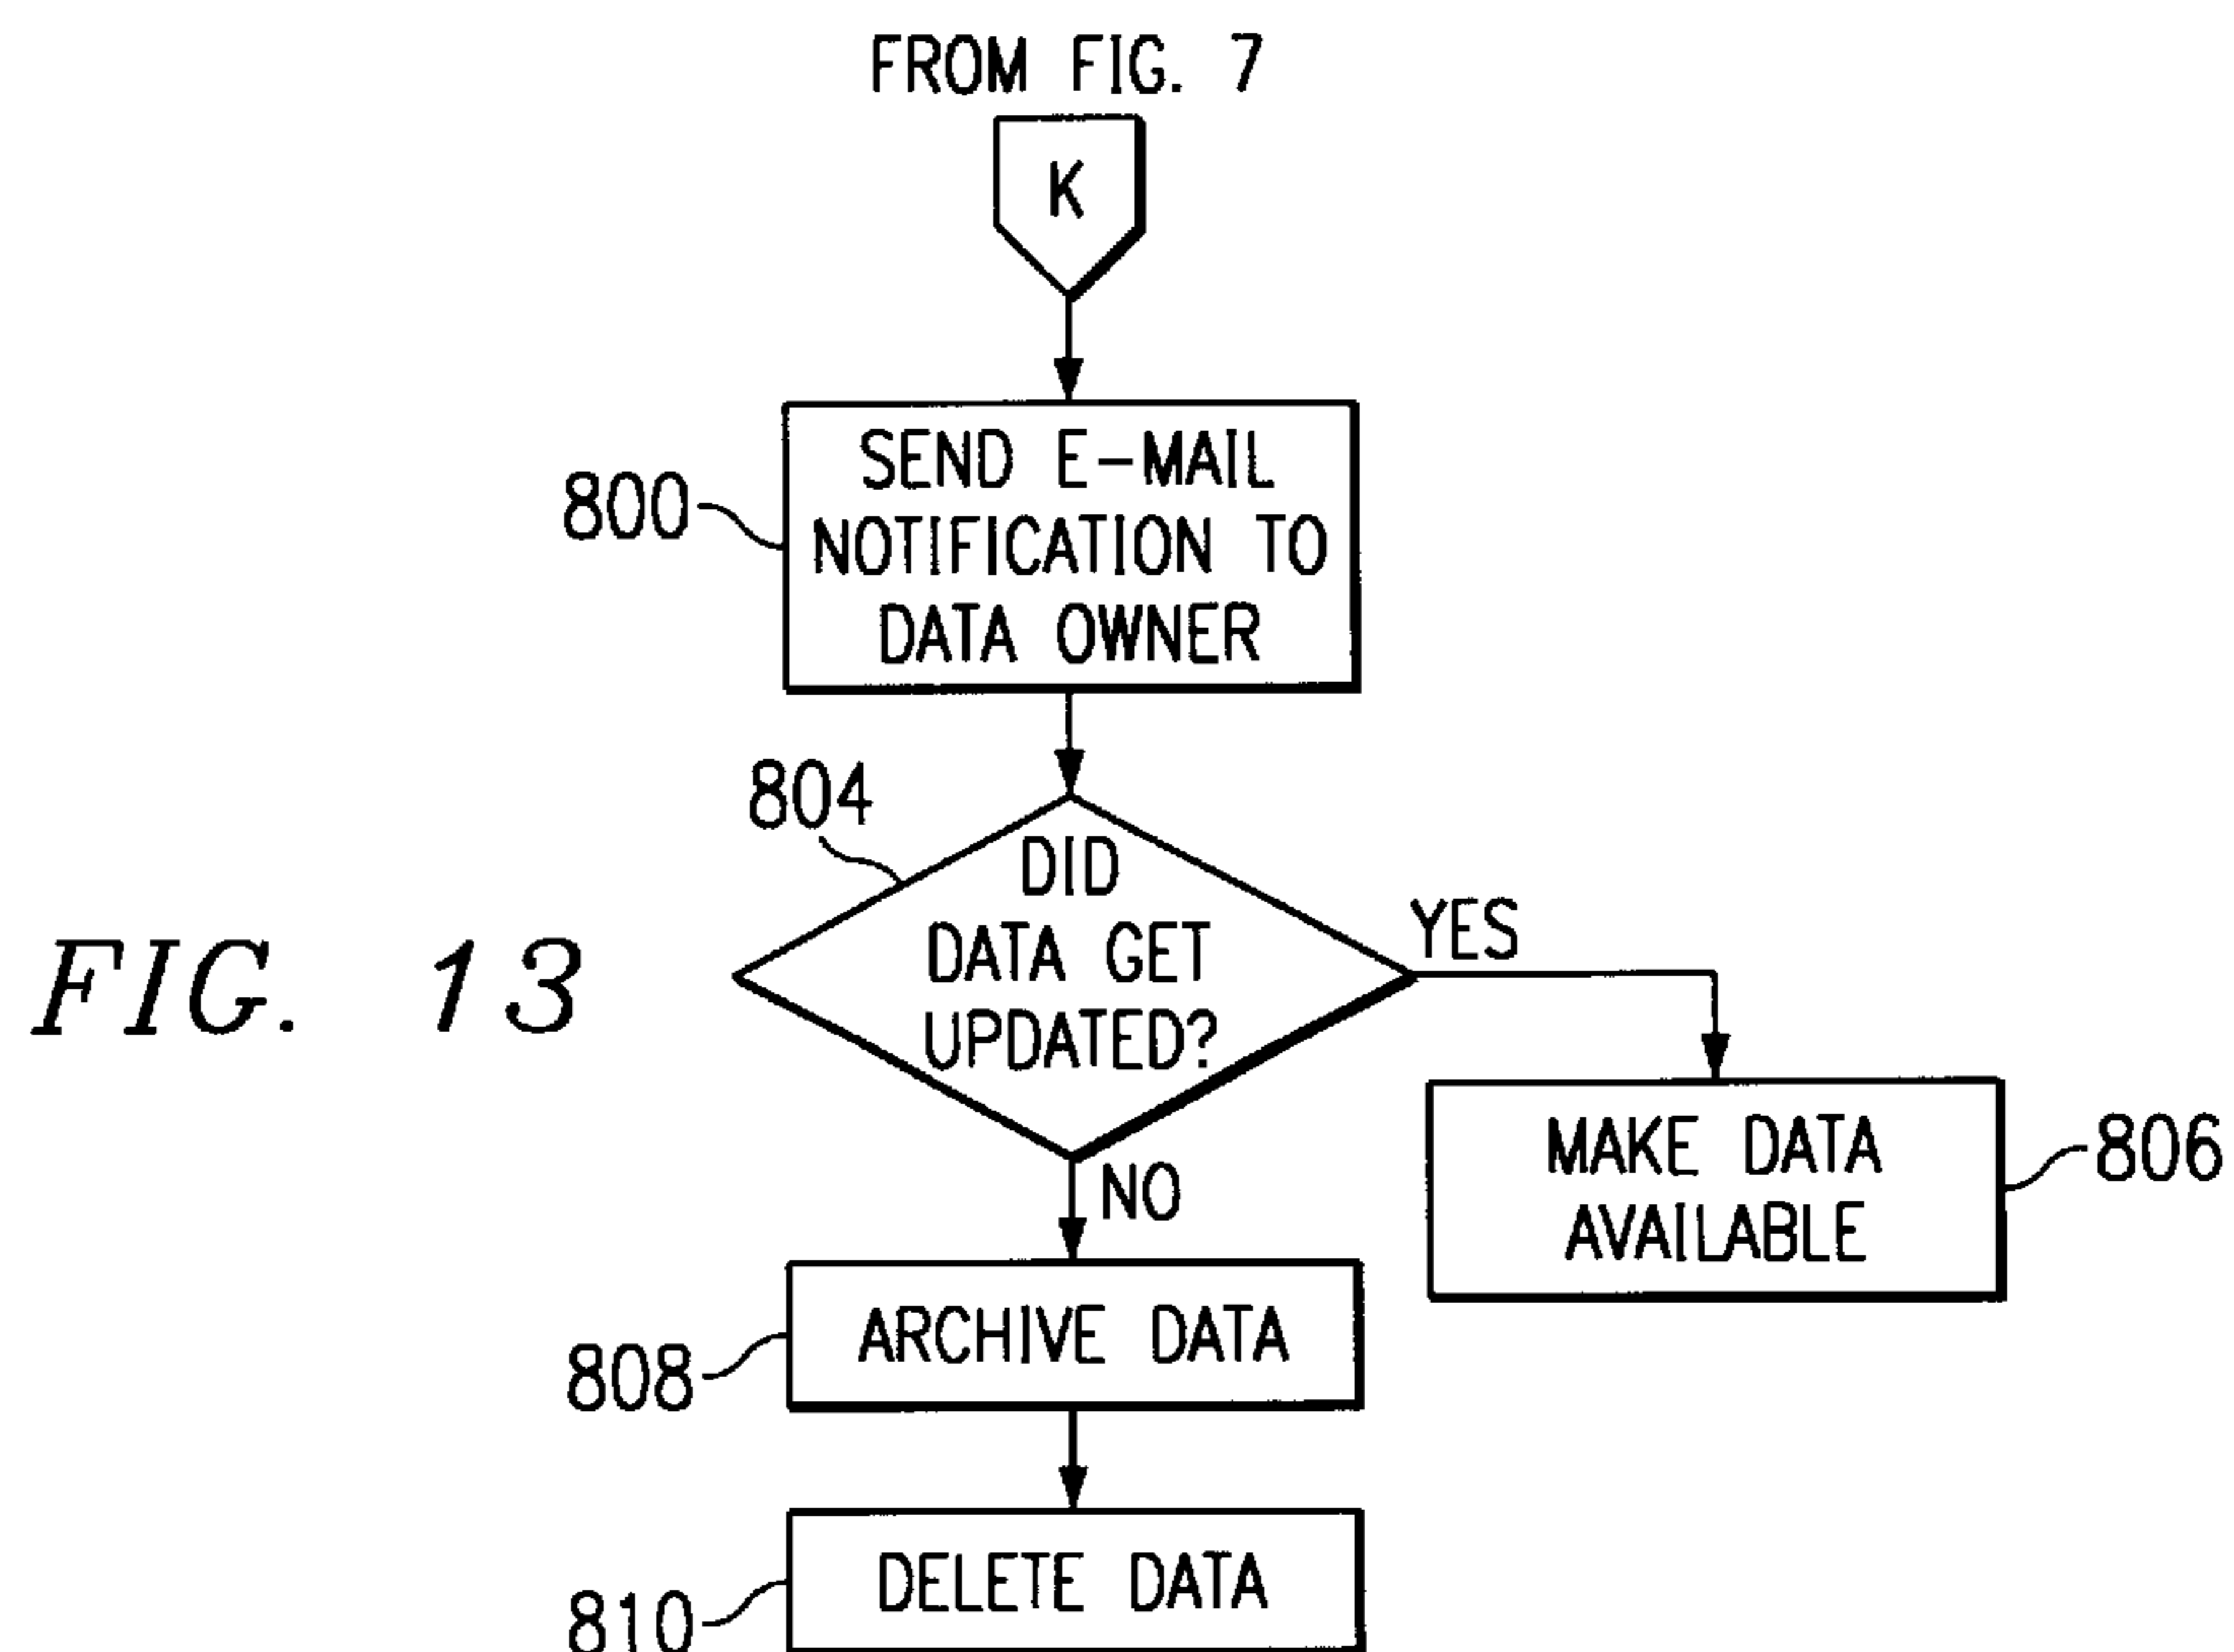 FROM FIG. 7
K
800
SEND E-MAIL
NOTIFICATION TO
DATA OWNER
804
DID
DATA GET
UPDATED?
YES
FIG. 13
NO
MAKE DATA
AVAILABLE
806
ARCHIVE DATA
808
DELETE DATA
810